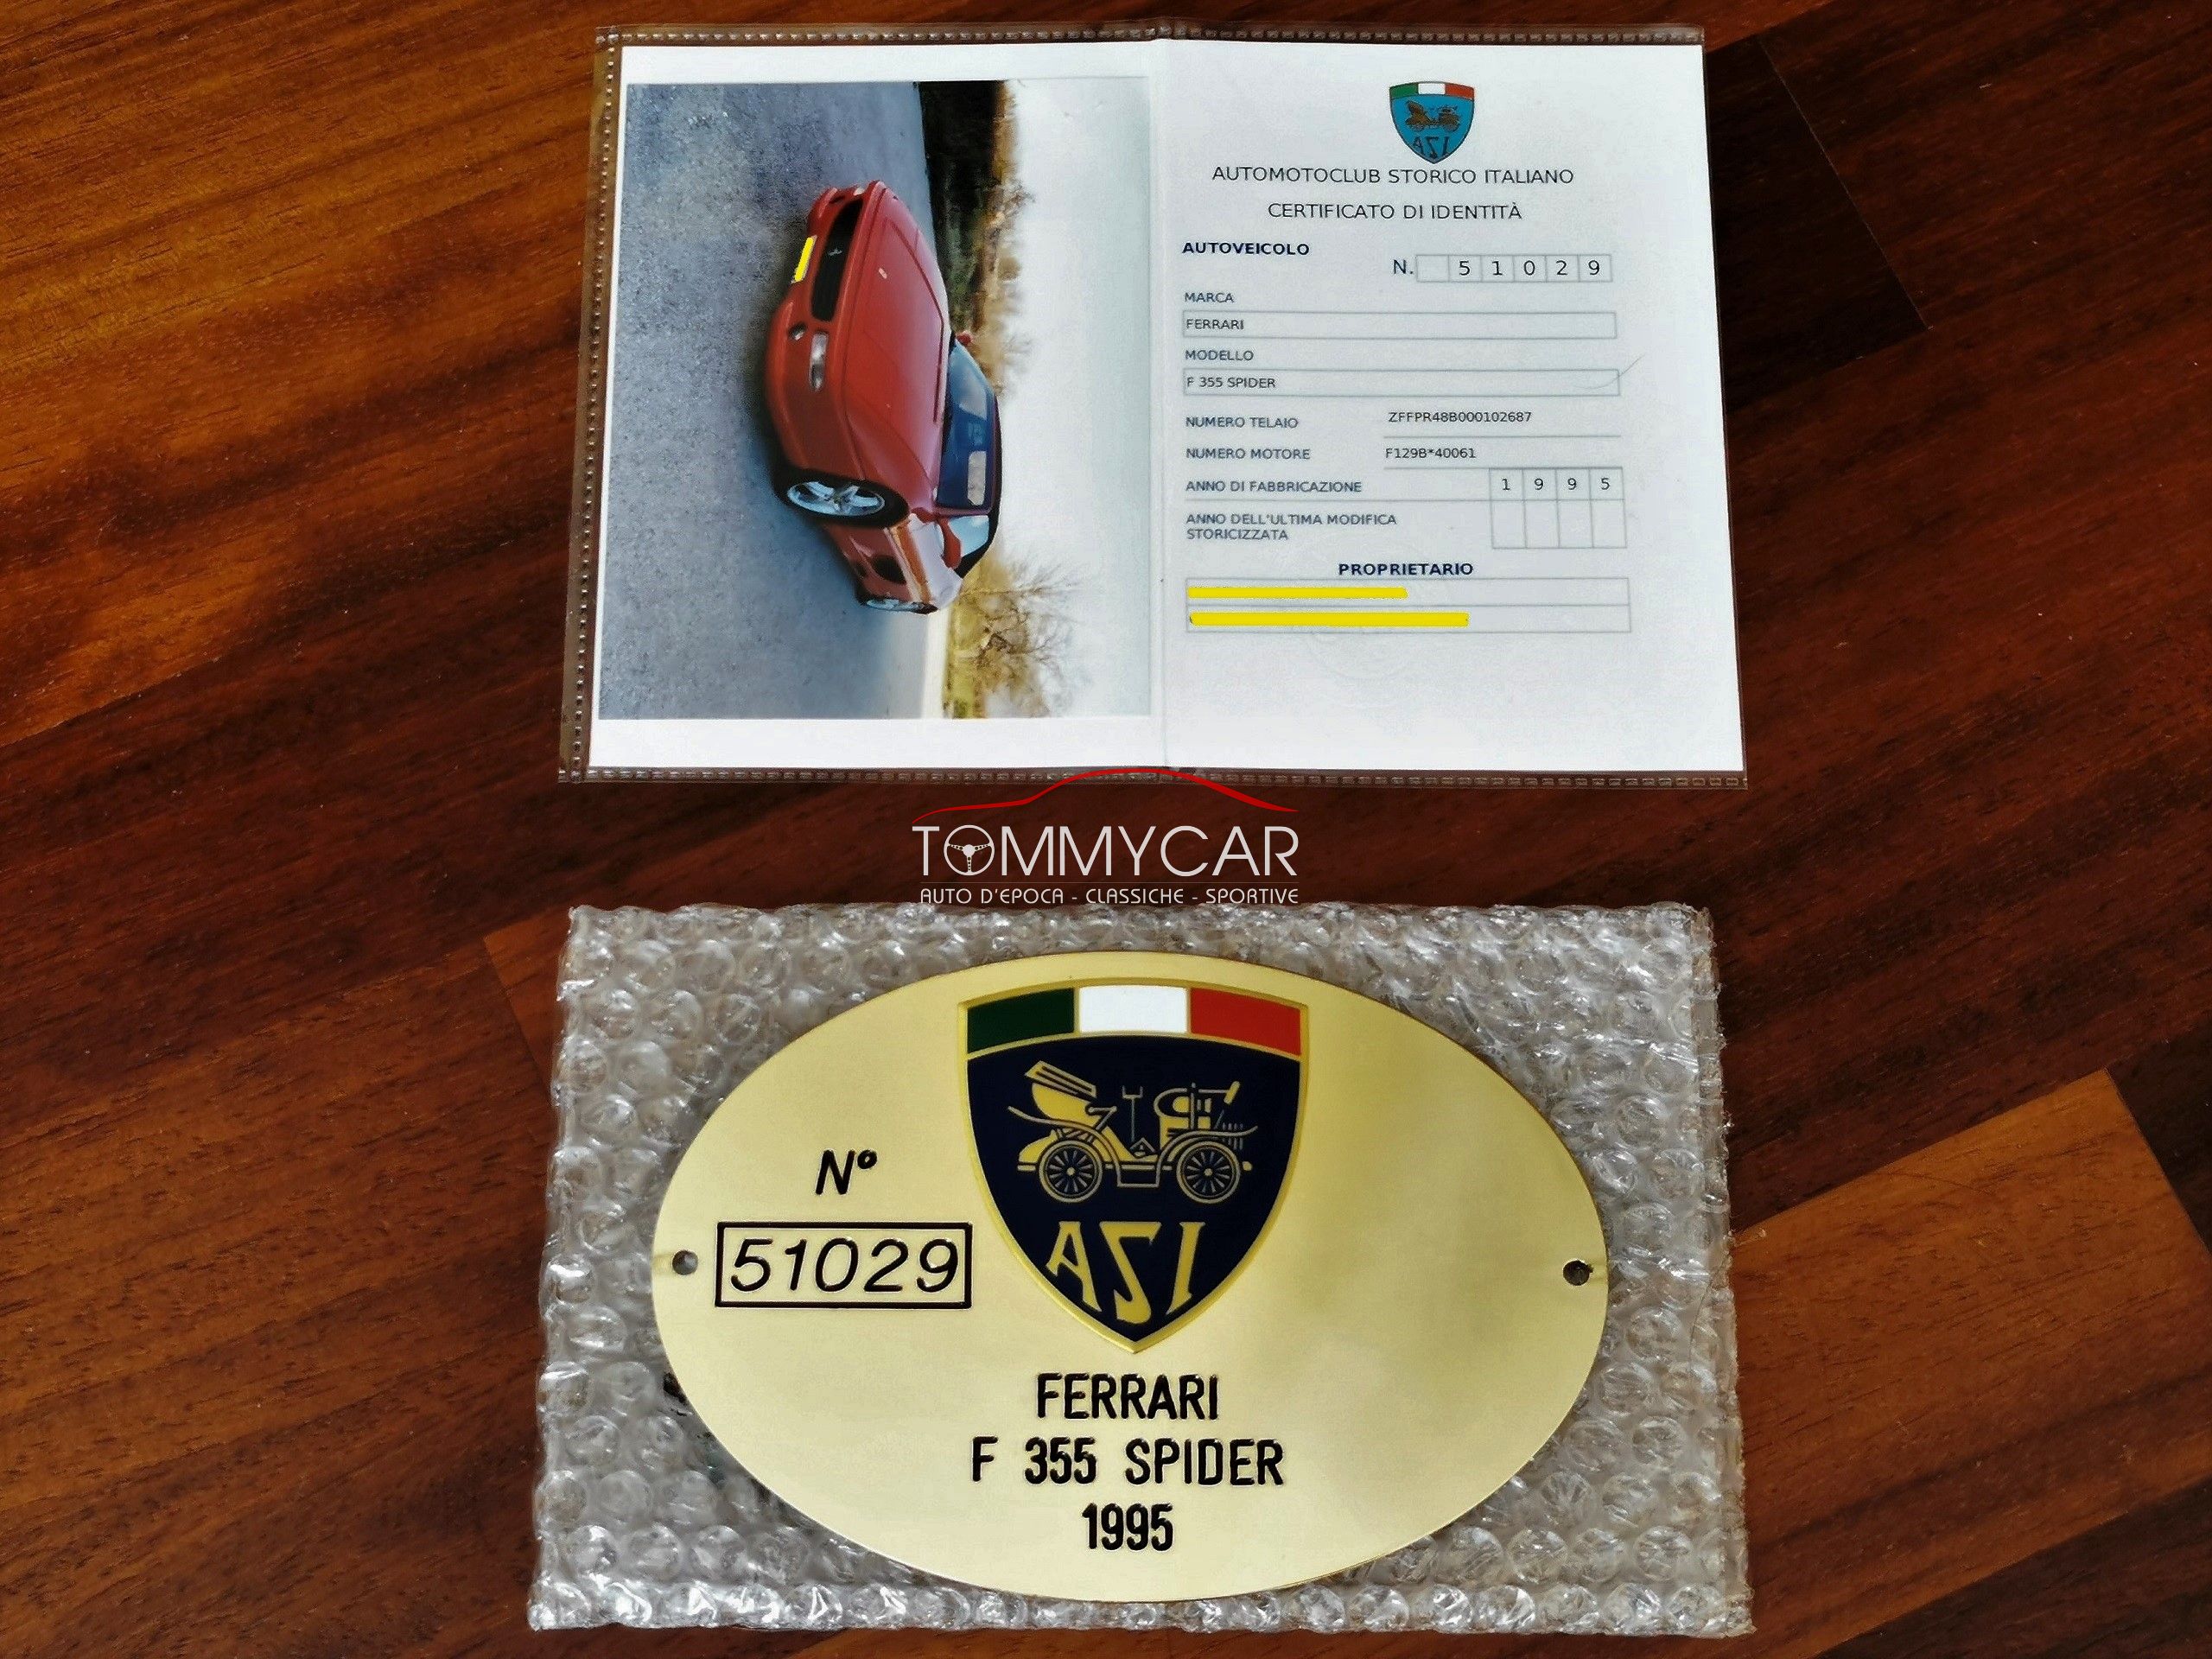 ASI
AUTOMOTOCLUB STORICO ITALIANO
CERTIFICATO DI IDENTITÀ
AUTOVEICOLO
N. 51029
MARCA
FERRARI
MODELLO
F 355 SPIDER
NUMERO TELAIO ZFFPR48B000102687
NUMERO MOTORE F129B*40061
ANNO DI FABBRICAZIONE 1995
ANNO DELL'ULTIMA MODIFICA
STORICIZZATA
PROPRIETARIO
TOMMYCAR
AUTO D'EPOCA - CLASSICHE - SPORTIVE
N°
51029
ASI
FERRARI
F 355 SPIDER
1995